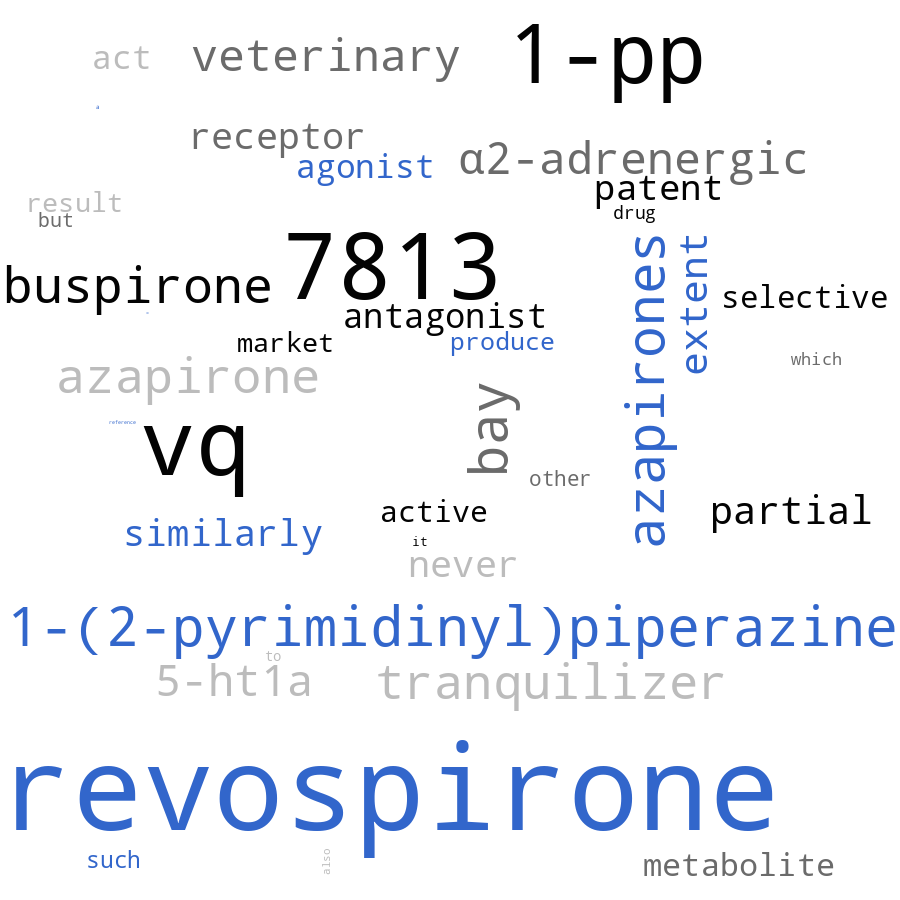 act
veterinary
1-pp
receptor
agonist
α2-adrenergic
result
but
patent
drug
buspirone
7813
azapirones
extent
selective
antagonist
market
produce
which
azapirone
reference
vq
bay
other
similarly
active
partial
it
never
1-(2-pyrimidinyl)piperazine
to
5-ht1a
tranquilizer
revospirone
such
also
metabolite